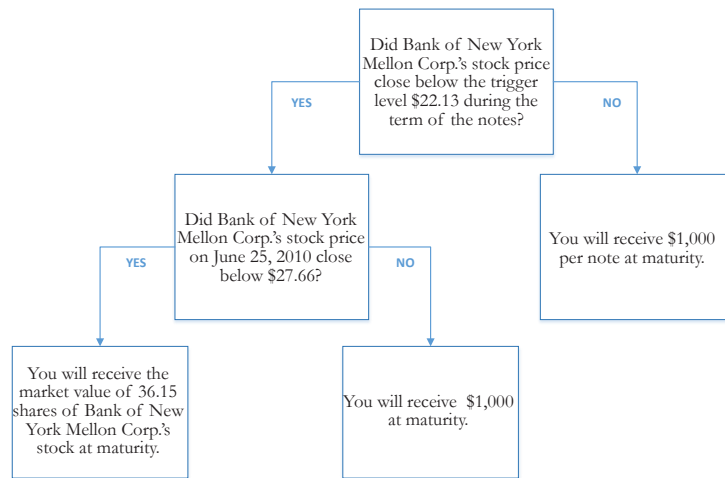 Did Bank of New York
Mellon Corp.'s stock price
close below the trigger
level $22.13 during the
term of the notes?
YES
NO
Did Bank of New York
Mellon Corp.'s stock price
on June 25, 2010 close
below $27.66?
You will receive $1,000
per note at maturity.
YES
NO
You will receive the
market value of 36.15
shares of Bank of New
York Mellon Corp.'s
stock at maturity.
You will receive $1,000
at maturity.